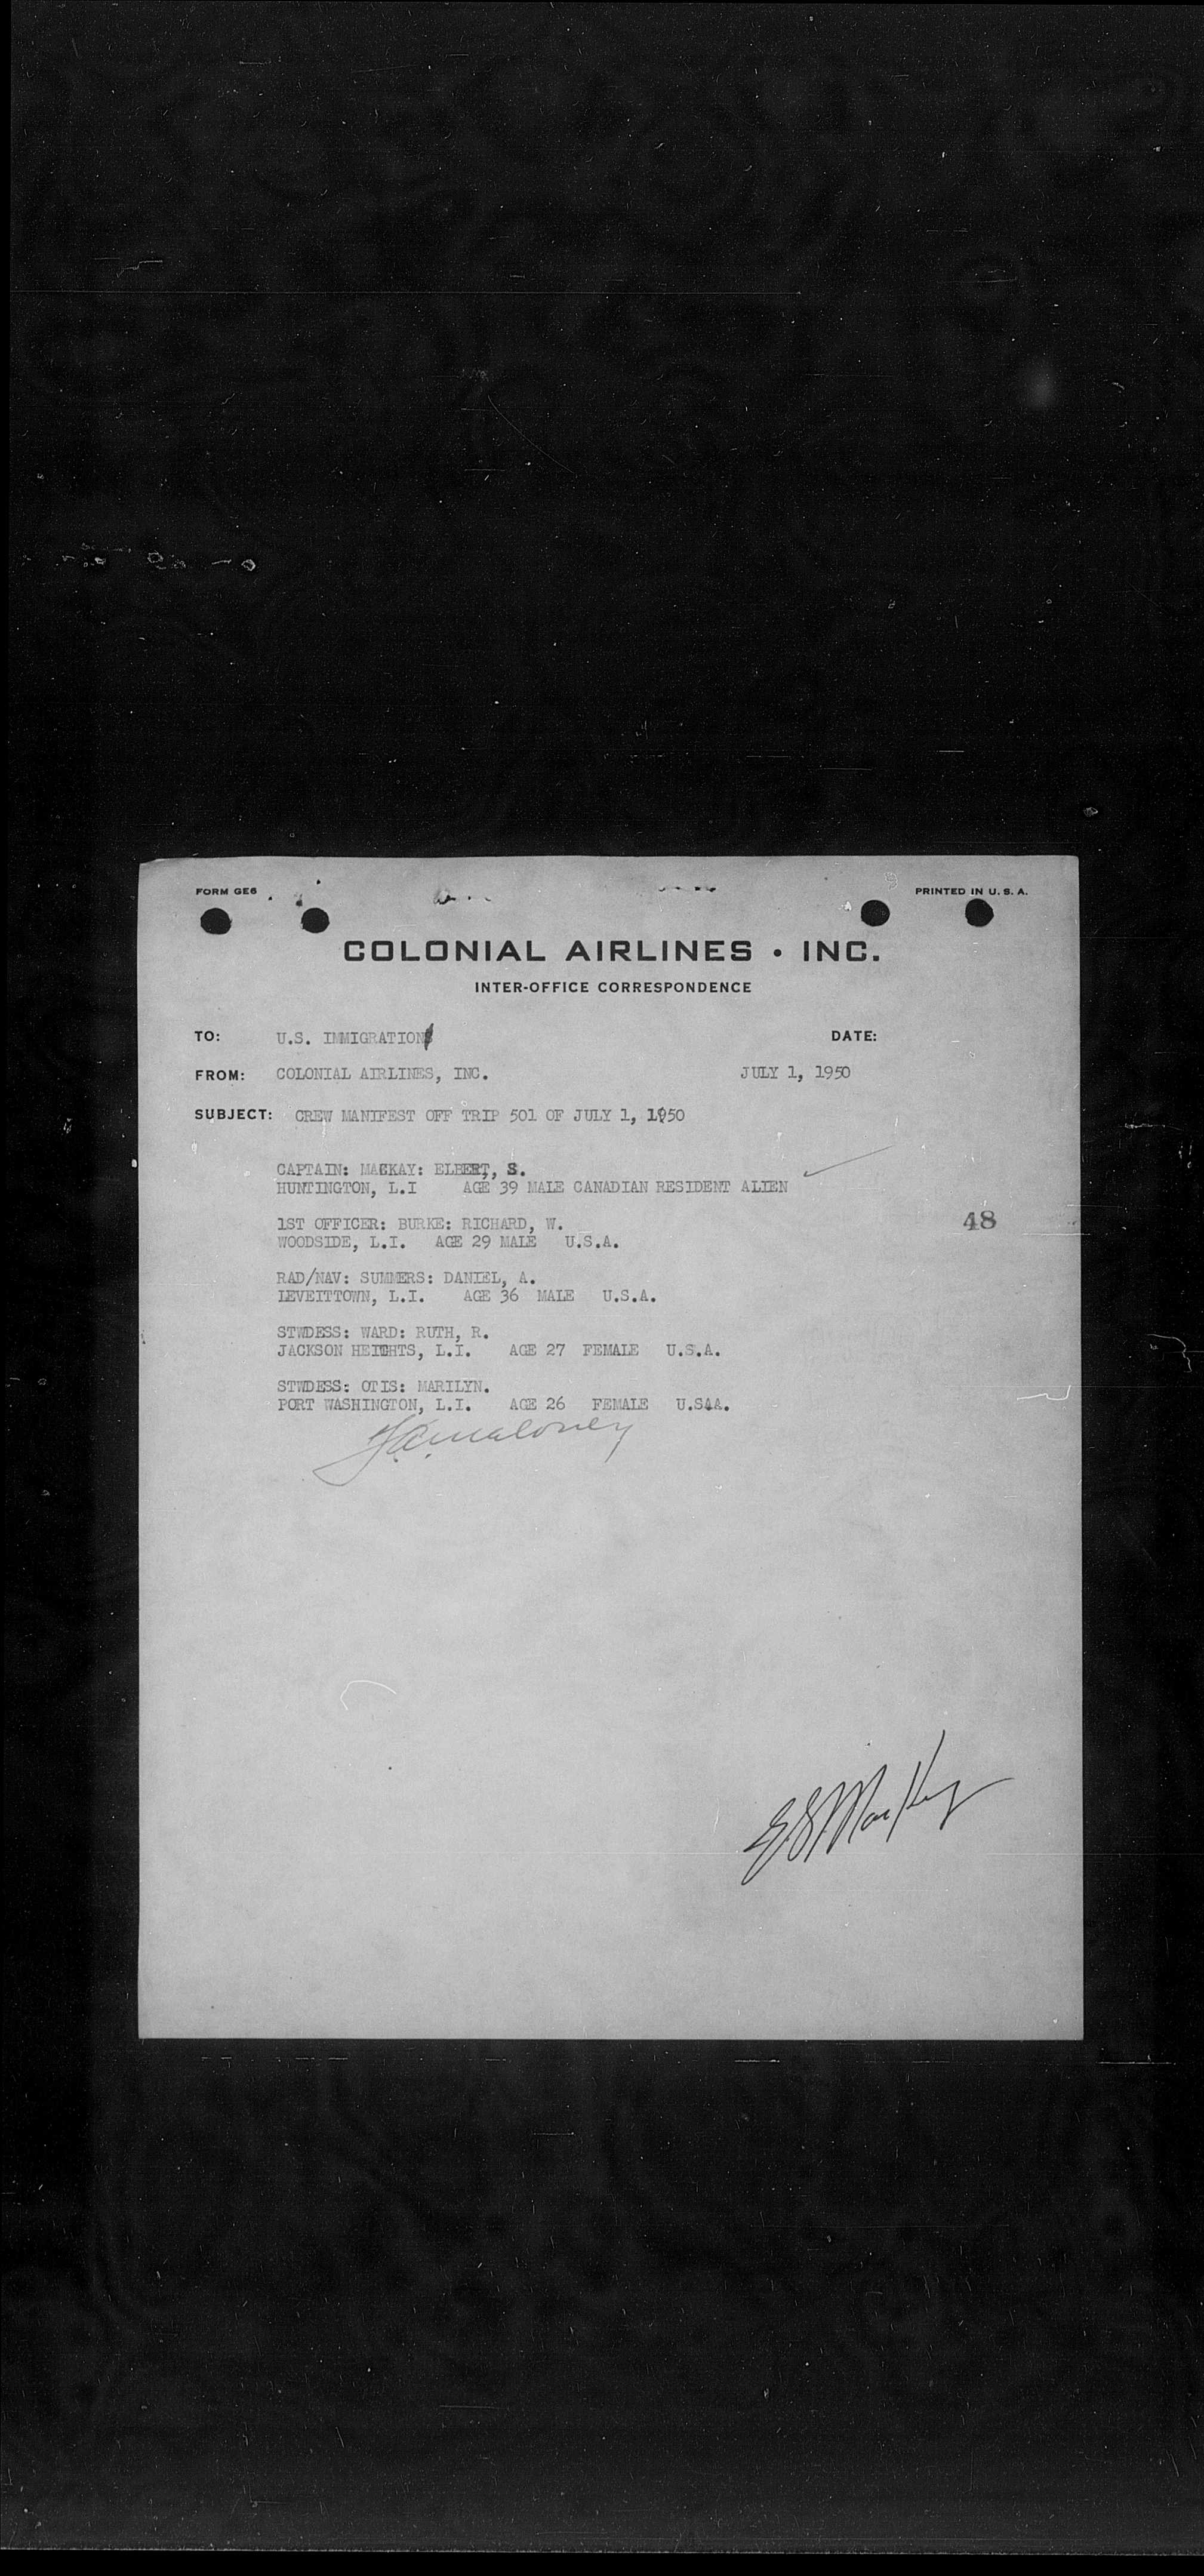 FORM GE6
PRINTED IN U. S. A.
COLONIAL AIRLINES • INC.
INTER-OFFICE CORRESPONDENCE
TO: U.S. IMMIGRATION DATE:
FROM: COLONIAL AIRLINES, INC. JULY 1, 1950
SUBJECT: CREW MANIFEST OFF TRIP 501 OF JULY 1, 1950
CAPTAIN: MACKAY: ELBERT, S.
HUNTINGTON, L.I AGE 39 MALE CANADIAN RESIDENT ALIEN
48
1ST OFFICER: BURKE: RICHARD, W.
WOODSIDE, L.I. AGE 29 MALE U.S.A.
RAD/NAV: SUMMERS: DANIEL, A.
LEVEITTOWN, L.I. AGE 36 MALE U.S.A.
STWDESS: WARD: RUTH, R.
JACKSON HEIGHTS, L.I. AGE 27 FEMALE U.S.A.
STWDESS: OTIS: MARILYN.
PORT WASHINGTON, L.I. AGE 26 FEMALE U.S.A.
Maloney
E S MacKay